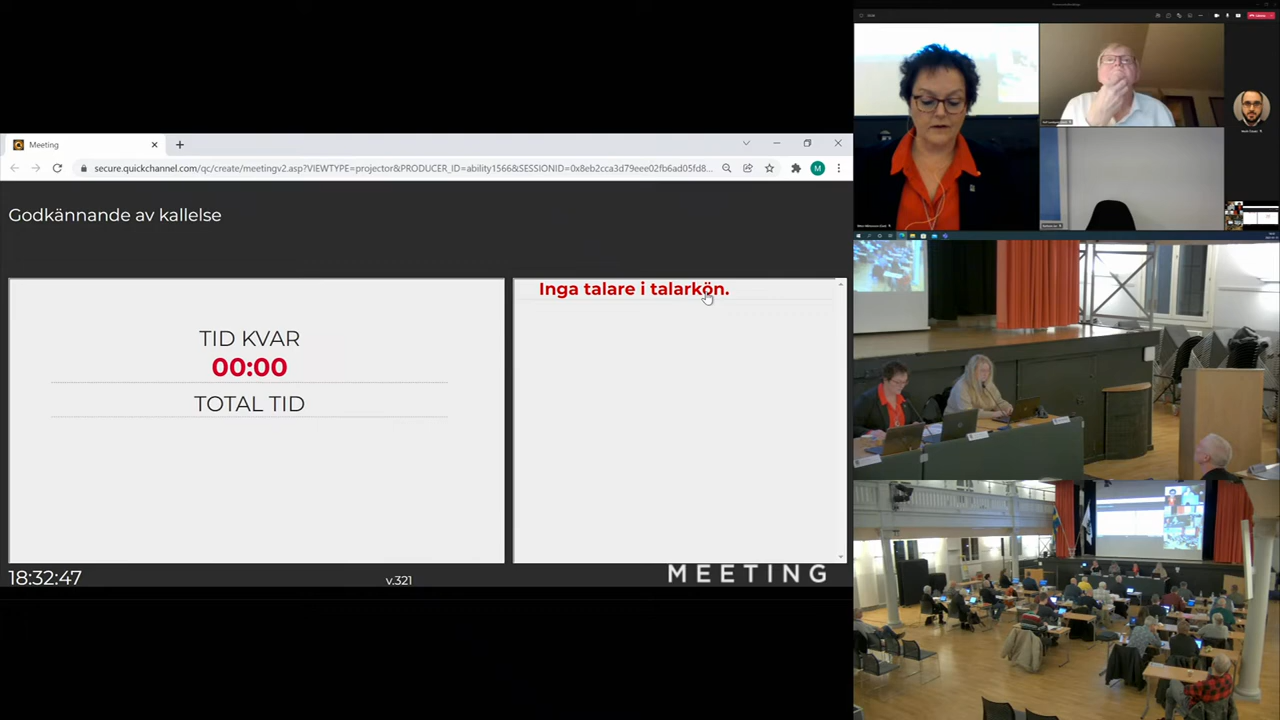 Meeting
secure.quickchannel.com/qc/create/meetingv2.asp?VIEWTYPE=projector&PRODUCER_ID=ability1566&SESSIONID=0x8eb2cca3d79eee02fb6ad05fd8...
M
Godkännande av kallelse
Inga talare i talarkön.
TID KVAR
00:00
TOTAL TID
18:32:47
v.321
MEETING